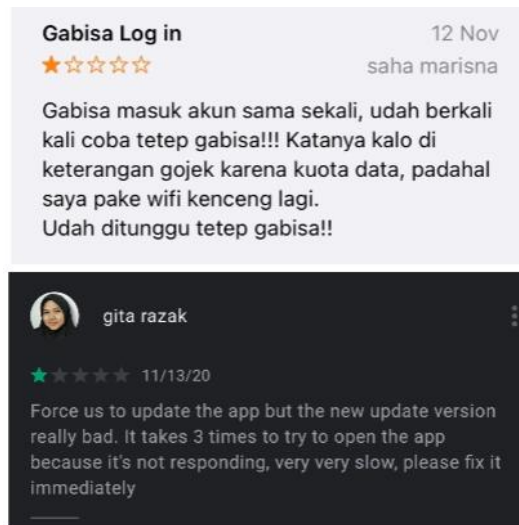 Gabisa Log in
12 Nov
saha marisna
Gabisa masuk akun sama sekali, udah berkali
kali coba tetep gabisa!!! Katanya kalo di
keterangan gojek karena kuota data, padahal
saya pake wifi kenceng lagi.
Udah ditunggu tetep gabisa!!
gita razak
11/13/20
Force us to update the app but the new update version
really bad. It takes 3 times to try to open the app
because it's not responding, very very slow, please fix it
immediately